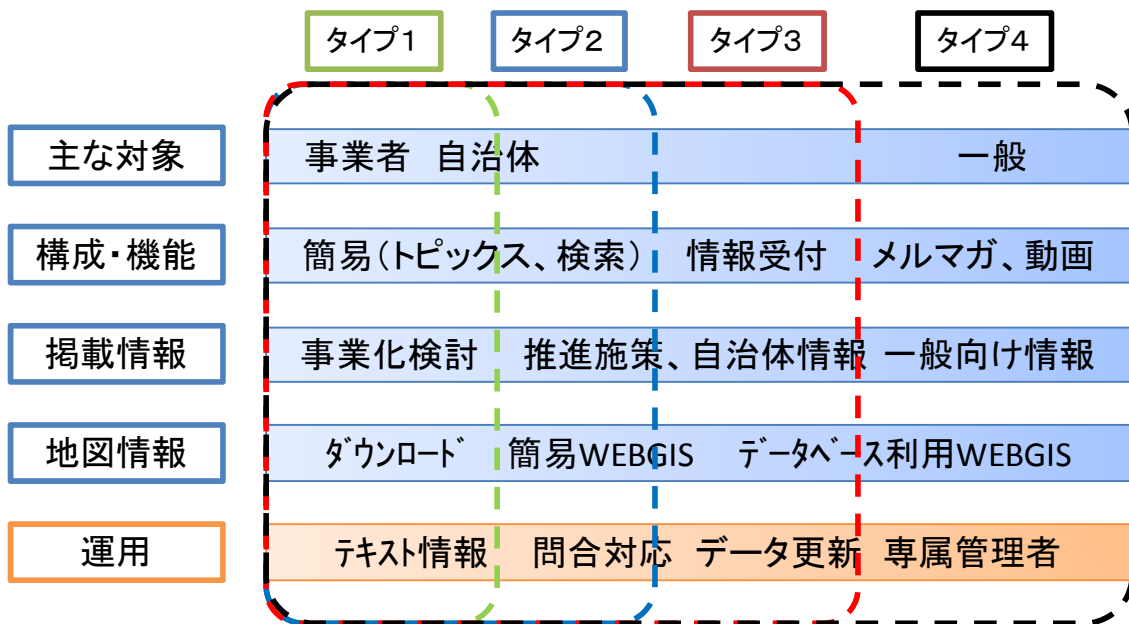 タイプ1 タイプ2 タイプ3 タイプ4
主な対象 事業者 自治体 一般
構成・機能 簡易(トピックス、検索) 情報受付 メルマガ、動画
掲載情報 事業化検討 推進施策、自治体情報 一般向け情報
地図情報 ﾀﾞｳﾝﾛｰﾄﾞ 簡易WEBGIS ﾃﾞｰﾀﾍﾞｰｽ利用WEBGIS
運用 ﾃｷｽﾄ情報 問合対応 データ更新 専属管理者